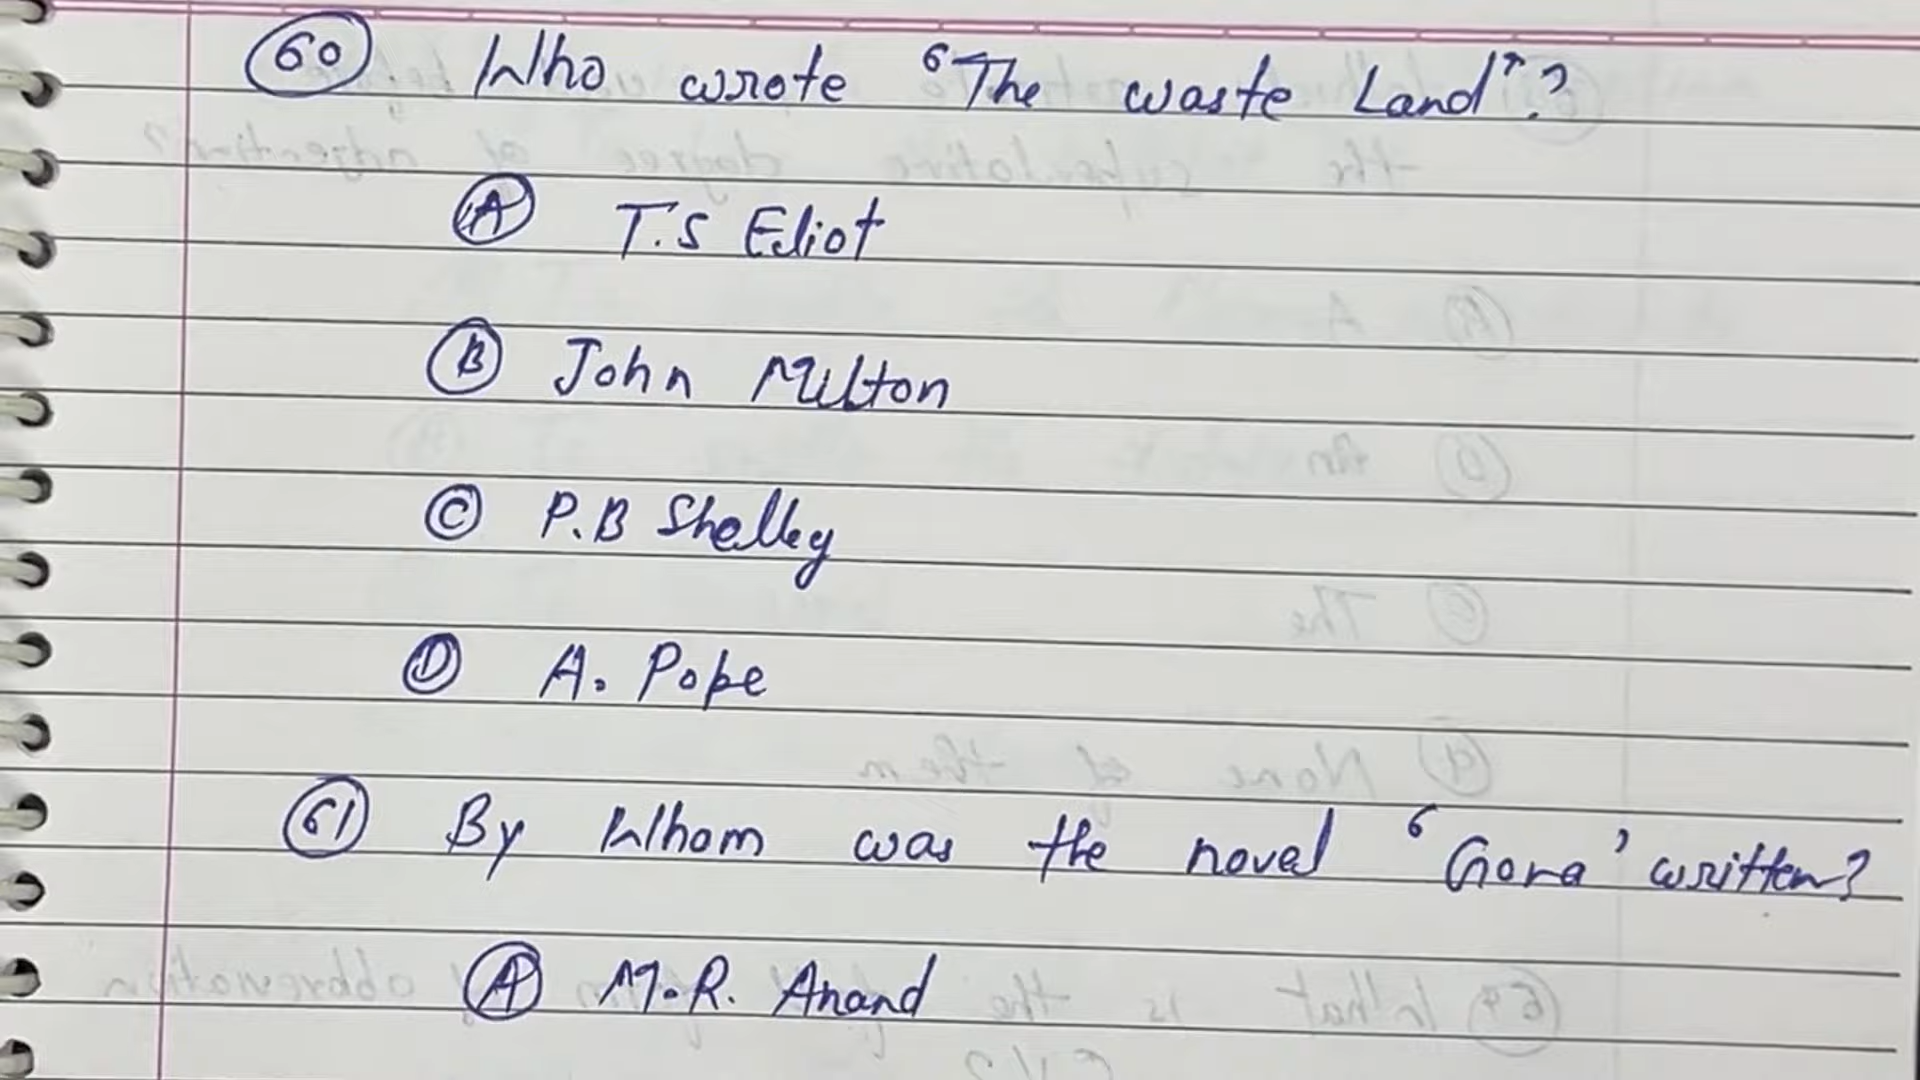 60 Who wrote "The waste Land"?
A T.S Eliot
B John Milton
C P.B Shelley
D A. Pope
61 By Whom was the novel 'Gora' written?
A M.R. Anand